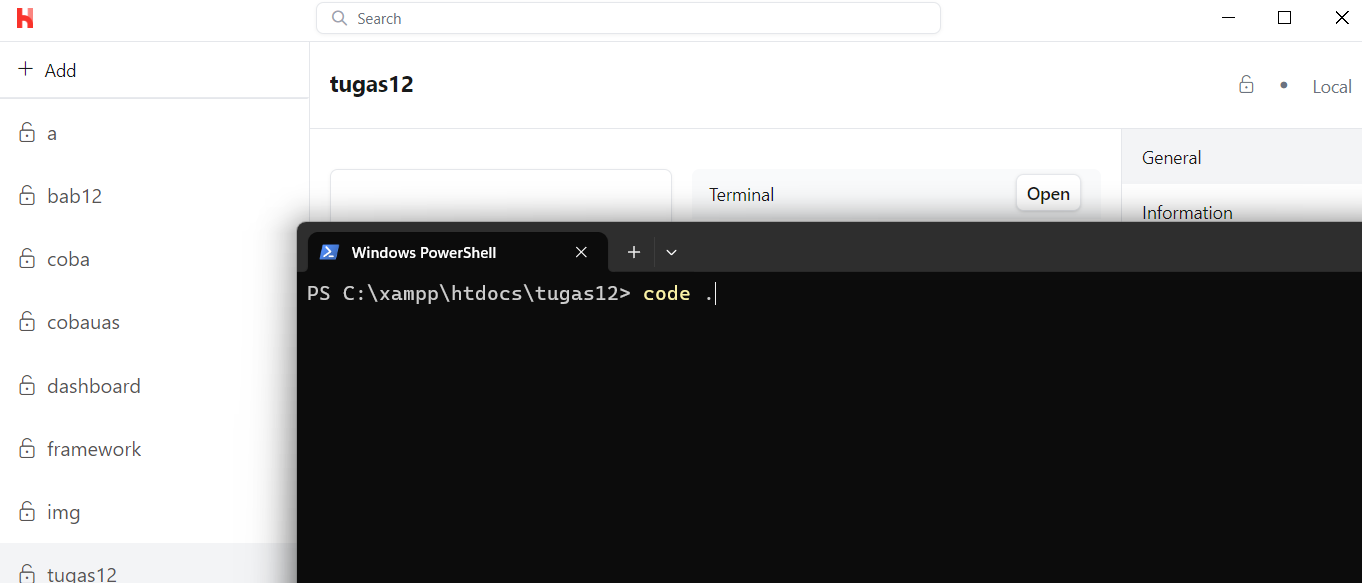 Search
+ Add
tugas12
Local
a
bab12
coba
cobauas
dashboard
framework
img
tugas12
Terminal
Open
General
Information
Windows PowerShell
PS C:\xampp\htdocs\tugas12> code .